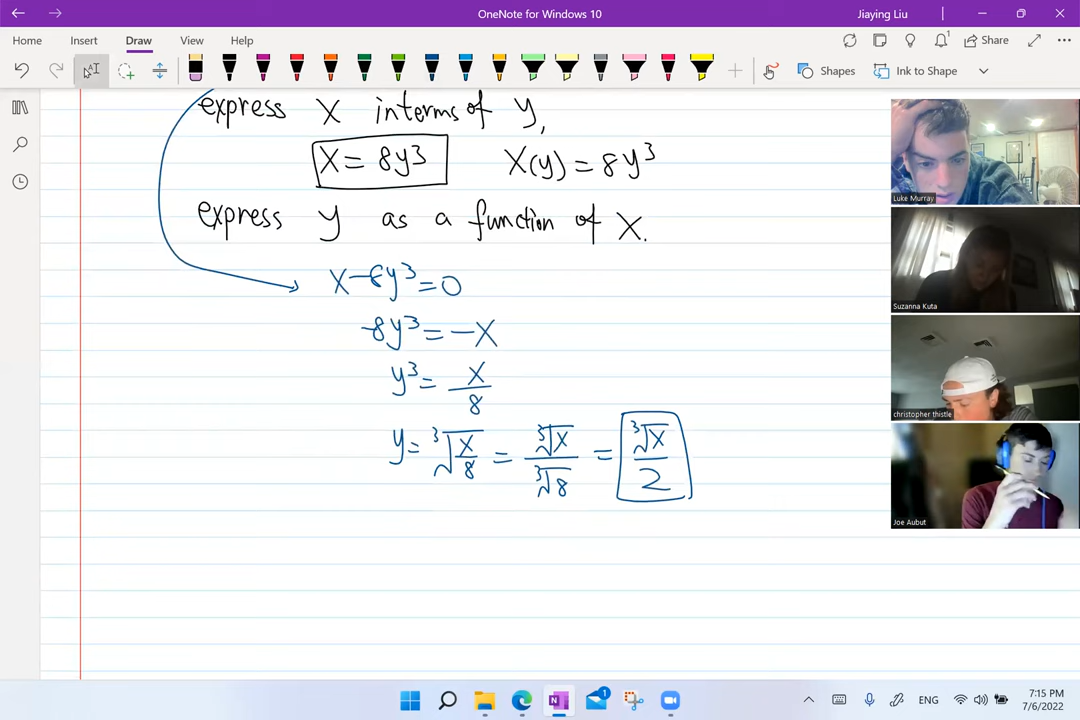 OneNote for Windows 10
Jiaying Liu
Home Insert Draw View Help
Share
Shapes
Ink to Shape
express X in terms of y,
X = 8y³ X(y) = 8y³
express y as a function of X.
X-8y³=0
-8y³ = -X
y³ = X/8
y = ∛(X/8) = ∛X/∛8 = ∛X/2
Luke Murray
Suzanna Kuta
christopher thistle
Joe Aubut
1
ENG
7:15 PM
7/6/2022